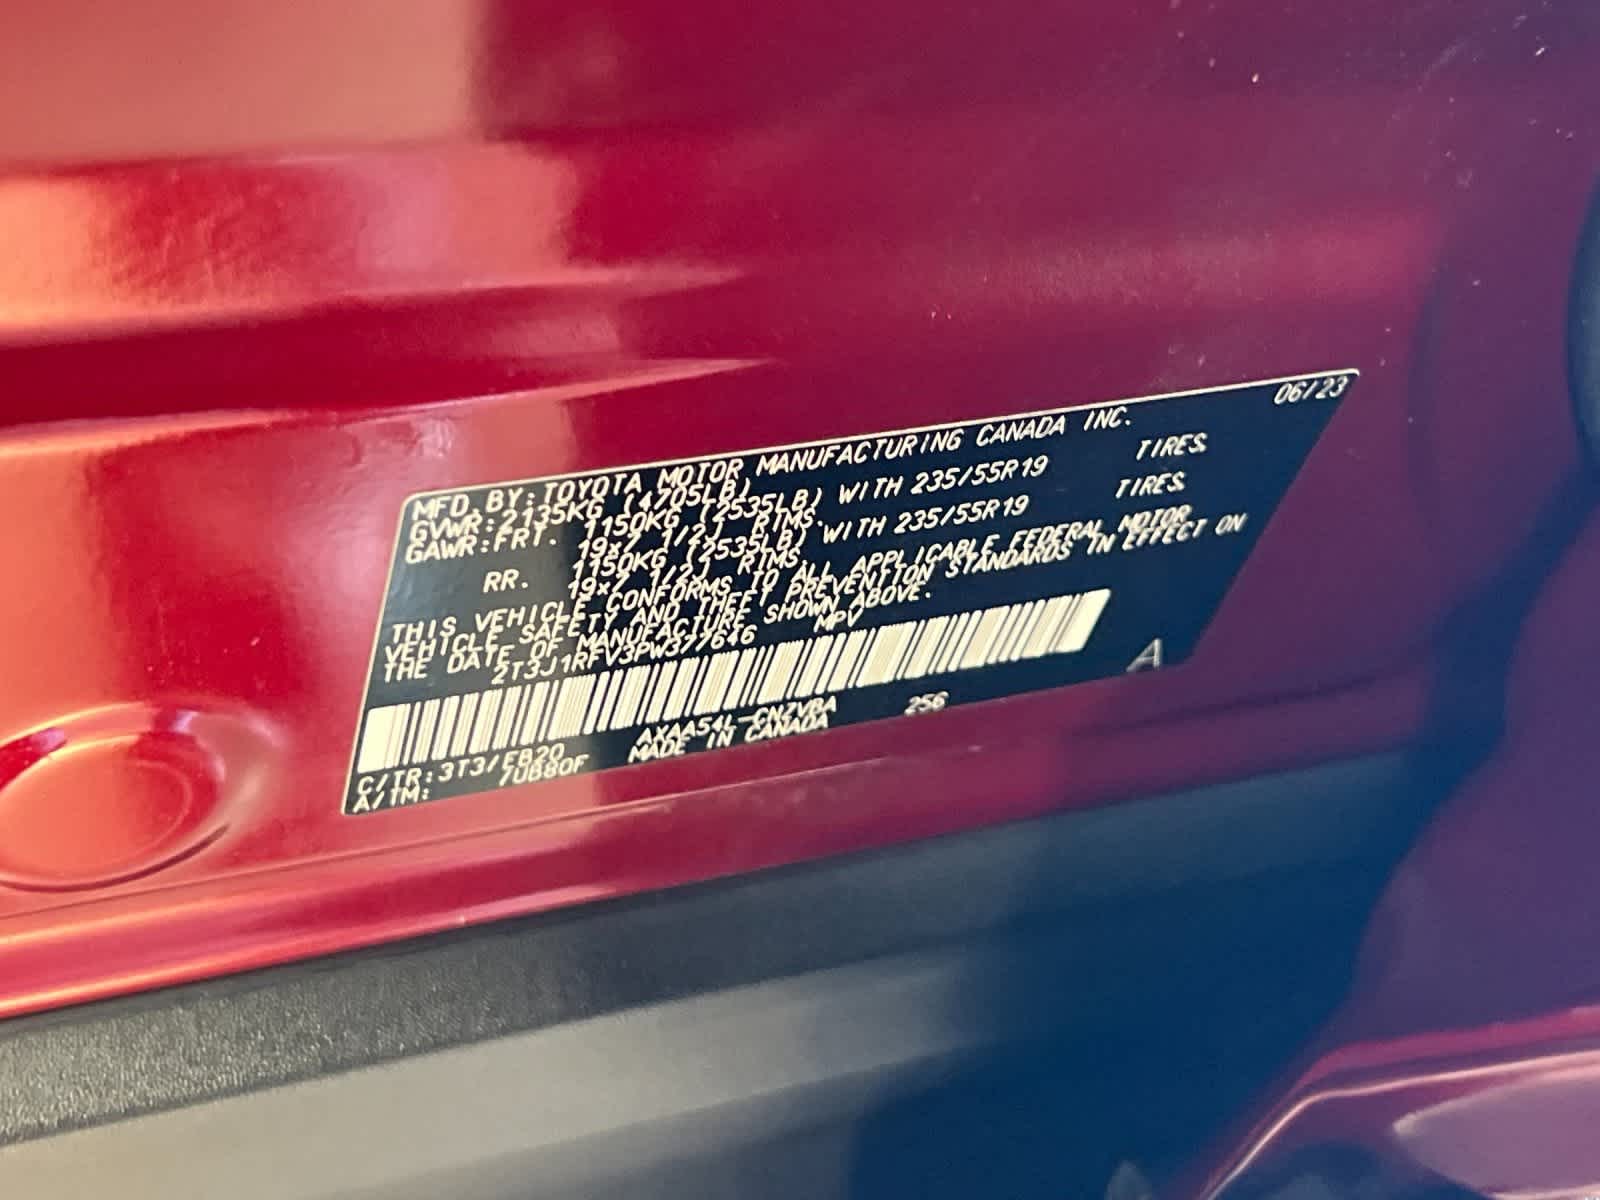 06/23
MFD. BY: TOYOTA MOTOR MANUFACTURING CANADA INC.
GVWR: 2135KG (4705LB)
GAWR: FRT. 1150KG (2535LB) WITH 235/55R19 TIRES
19x7 1/2J RIMS.
RR. 1150KG (2535LB) WITH 235/55R19 TIRES
19x7 1/2J RIMS.
THIS VEHICLE CONFORMS TO ALL APPLICABLE FEDERAL MOTOR
VEHICLE SAFETY AND THEFT PREVENTION STANDARDS IN EFFECT ON
THE DATE OF MANUFACTURE SHOWN ABOVE.
2T3J1RFV3PW377646 MPV
C/TR: 3T3/EB20 AXAA54L-CNZVBA 256
A/TM: /UB80F MADE IN CANADA
A